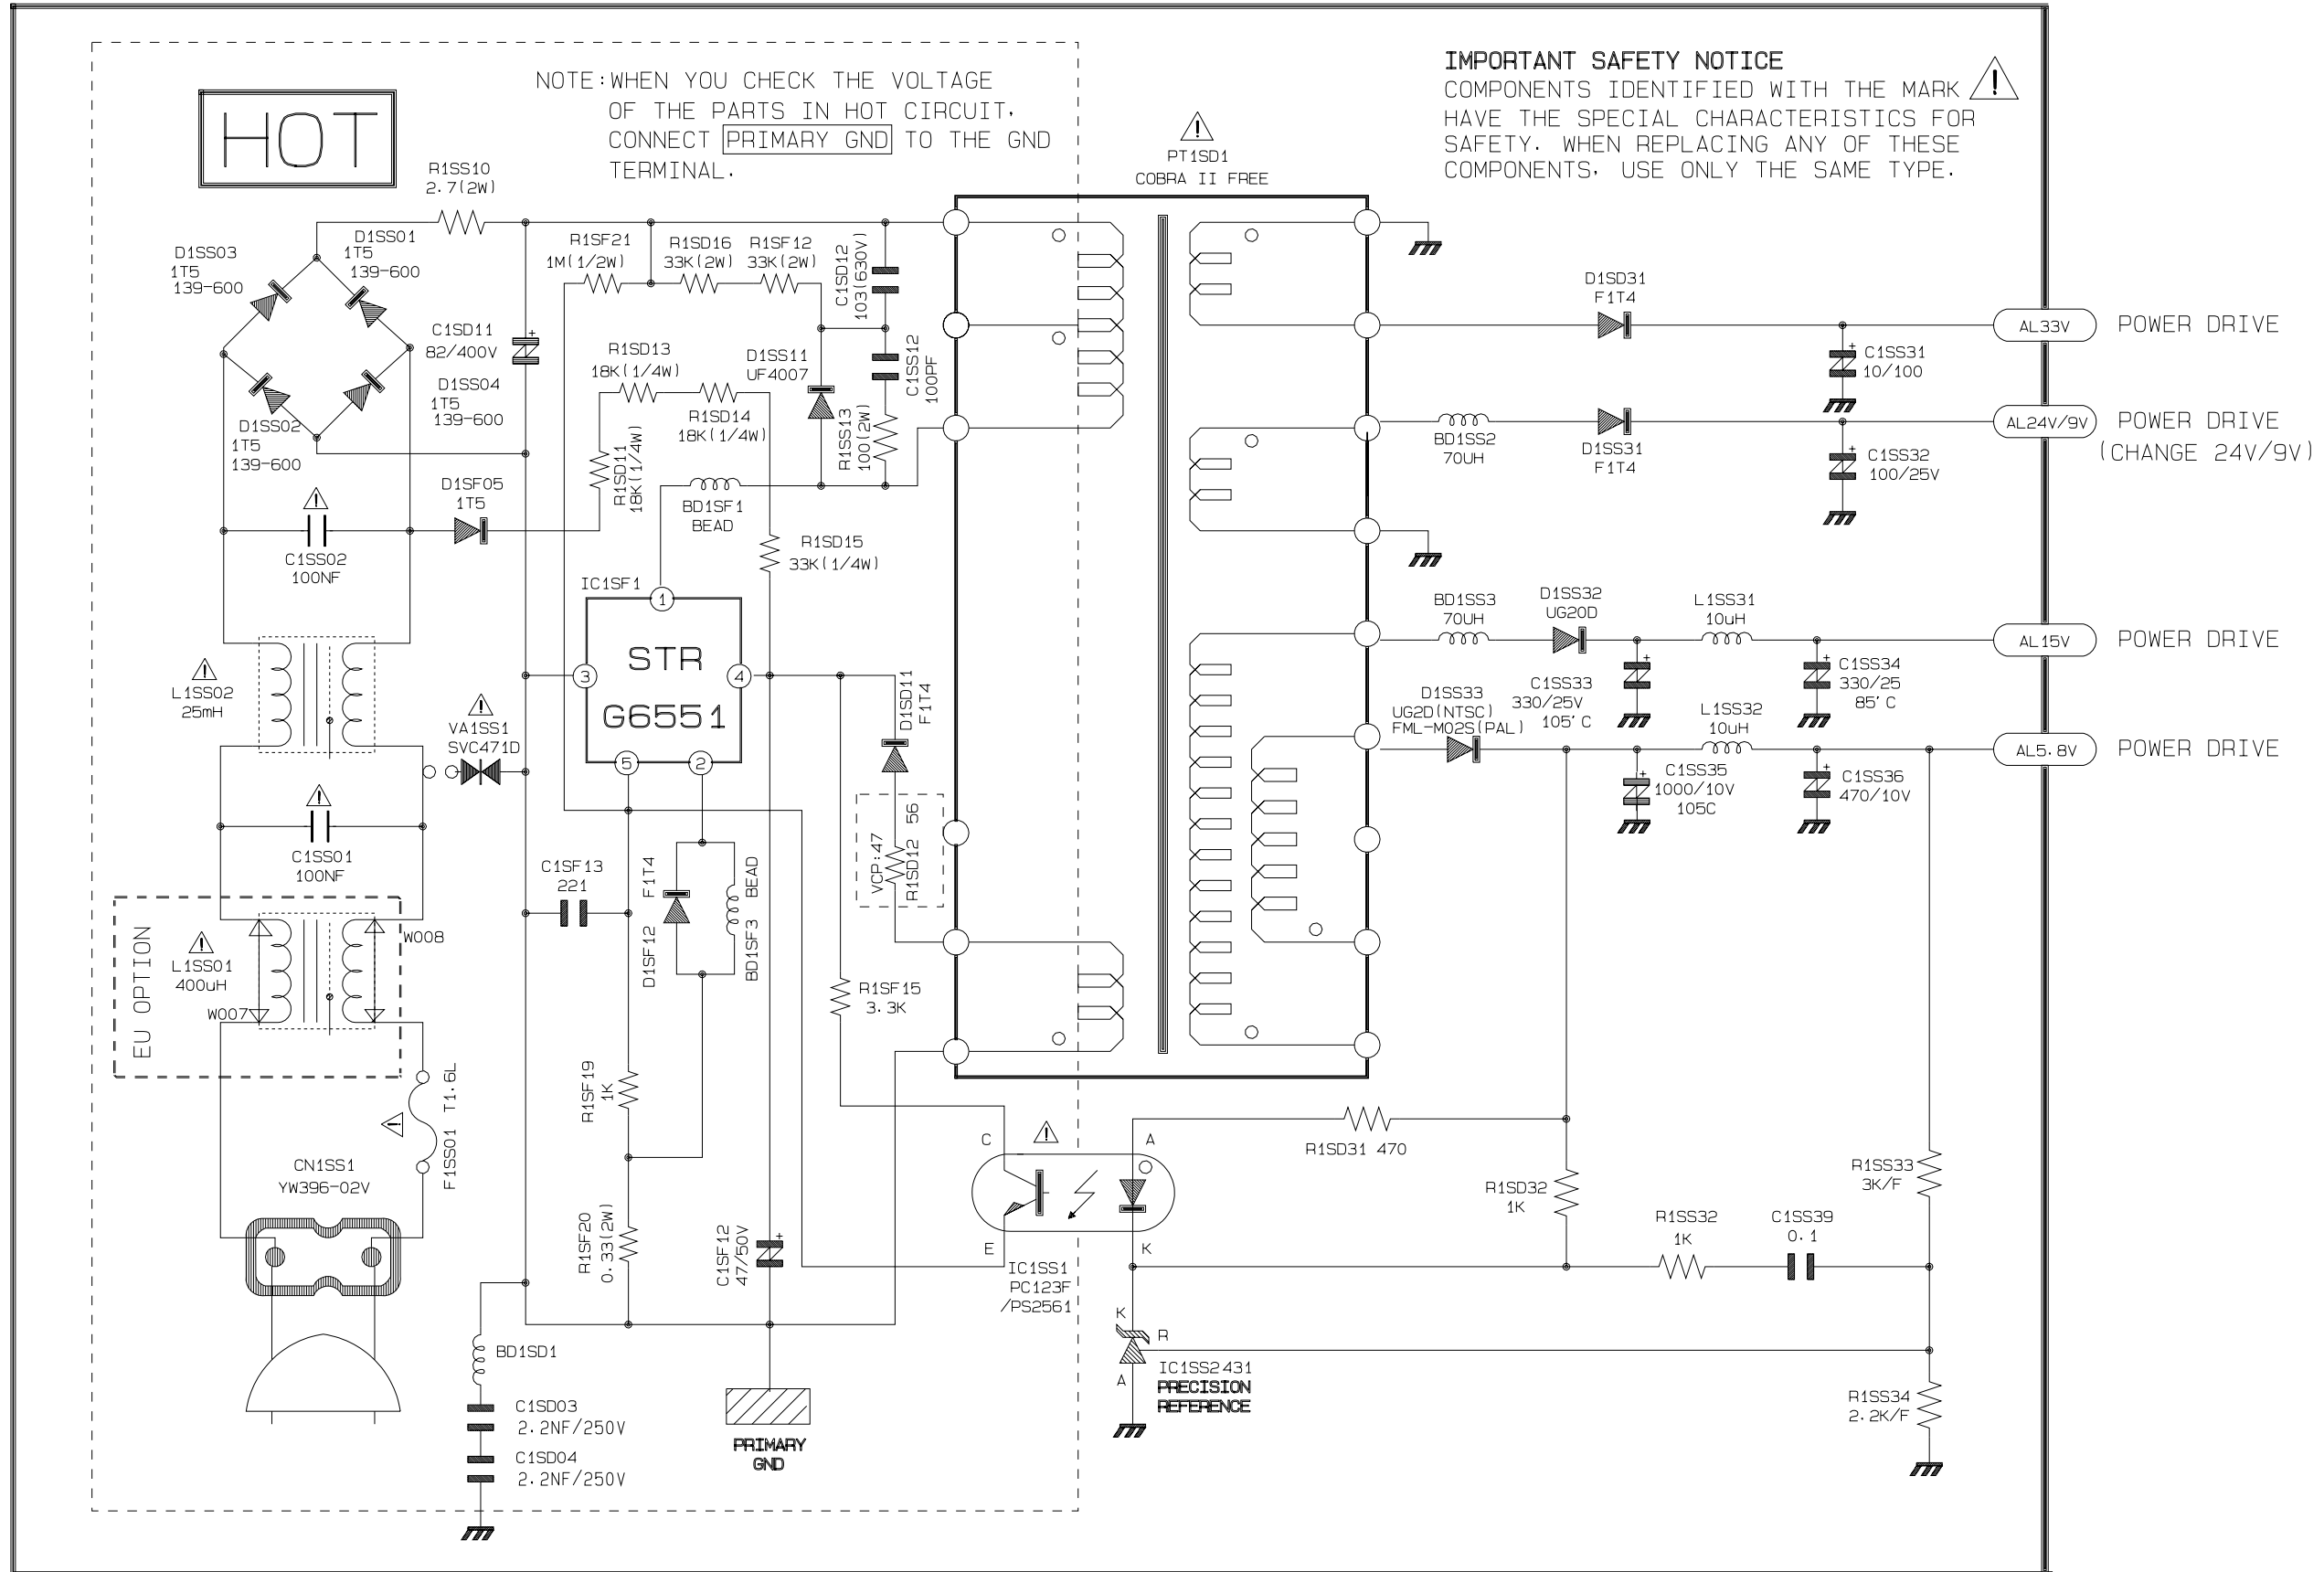 HOT
NOTE:WHEN YOU CHECK THE VOLTAGE
OF THE PARTS IN HOT CIRCUIT.
CONNECT PRIMARY GND TO THE GND
TERMINAL.
IMPORTANT SAFETY NOTICE
COMPONENTS IDENTIFIED WITH THE MARK !
HAVE THE SPECIAL CHARACTERISTICS FOR
SAFETY. WHEN REPLACING ANY OF THESE
COMPONENTS. USE ONLY THE SAME TYPE.
!
PT1SD1
COBRA II FREE
R1SS10
2.7(2W)
D1SS03
1T5
139-600
D1SS01
1T5
139-600
C1SD11
82/400V
D1SS04
1T5
139-600
D1SS02
1T5
139-600
R1SF21
1M(1/2W)
R1SD16
33K(2W)
R1SF12
33K(2W)
C1SD12
103(630V)
R1SD13
18K(1/4W)
D1SS11
UF4007
C1SS12
100PF
R1SD14
18K(1/4W)
R1SD11
18K(1/4W)
R1SS13
100(2W)
D1SF05
1T5
BD1SF1
BEAD
!
C1SS02
100NF
R1SD15
33K(1/4W)
IC1SF1
1
STR
G6551
3
4
5
2
!
L1SS02
25mH
!
VA1SS1
SVC471D
D1SD11
F1T4
!
C1SS01
100NF
VCP:47
R1SD12 56
C1SF13
221
D1SF12 F1T4
BD1SF3 BEAD
EU OPTION
!
L1SS01
400uH
W008
W007
R1SF15
3.3K
F1SS01 T1.6L
!
R1SF19
1K
CN1SS1
YW396-02V
R1SF20
0.33(2W)
C1SF12
47/50V
BD1SD1
C1SD03
2.2NF/250V
C1SD04
2.2NF/250V
PRIMARY
GND
C
!
A
E
K
IC1SS1
PC123F
/PS2561
K
R
A
IC1SS2 431
PRECISION
REFERENCE
R1SD31 470
R1SD32
1K
R1SS32
1K
C1SS39
0.1
R1SS33
3K/F
R1SS34
2.2K/F
D1SD31
F1T4
C1SS31
10/100
AL33V
POWER DRIVE
BD1SS2
70UH
D1SS31
F1T4
C1SS32
100/25V
AL24V/9V
POWER DRIVE
(CHANGE 24V/9V)
BD1SS3
70UH
D1SS32
UG20D
L1SS31
10uH
C1SS33
330/25V
105'C
C1SS34
330/25
85'C
AL15V
POWER DRIVE
D1SS33
UG2D(NTSC)
FML-M02S(PAL)
L1SS32
10uH
C1SS35
1000/10V
105C
C1SS36
470/10V
AL5.8V
POWER DRIVE